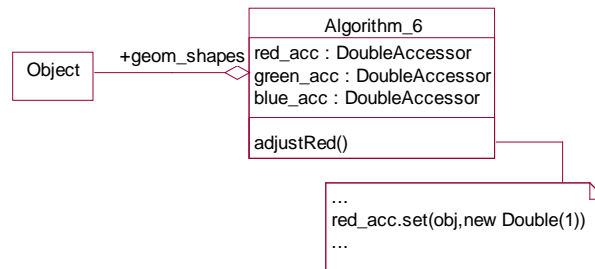 Algorithm_6
+geom_shapes
Object
red_acc : DoubleAccessor
green_acc : DoubleAccessor
blue_acc : DoubleAccessor
adjustRed()
...
red_acc.set(obj,new Double(1))
...